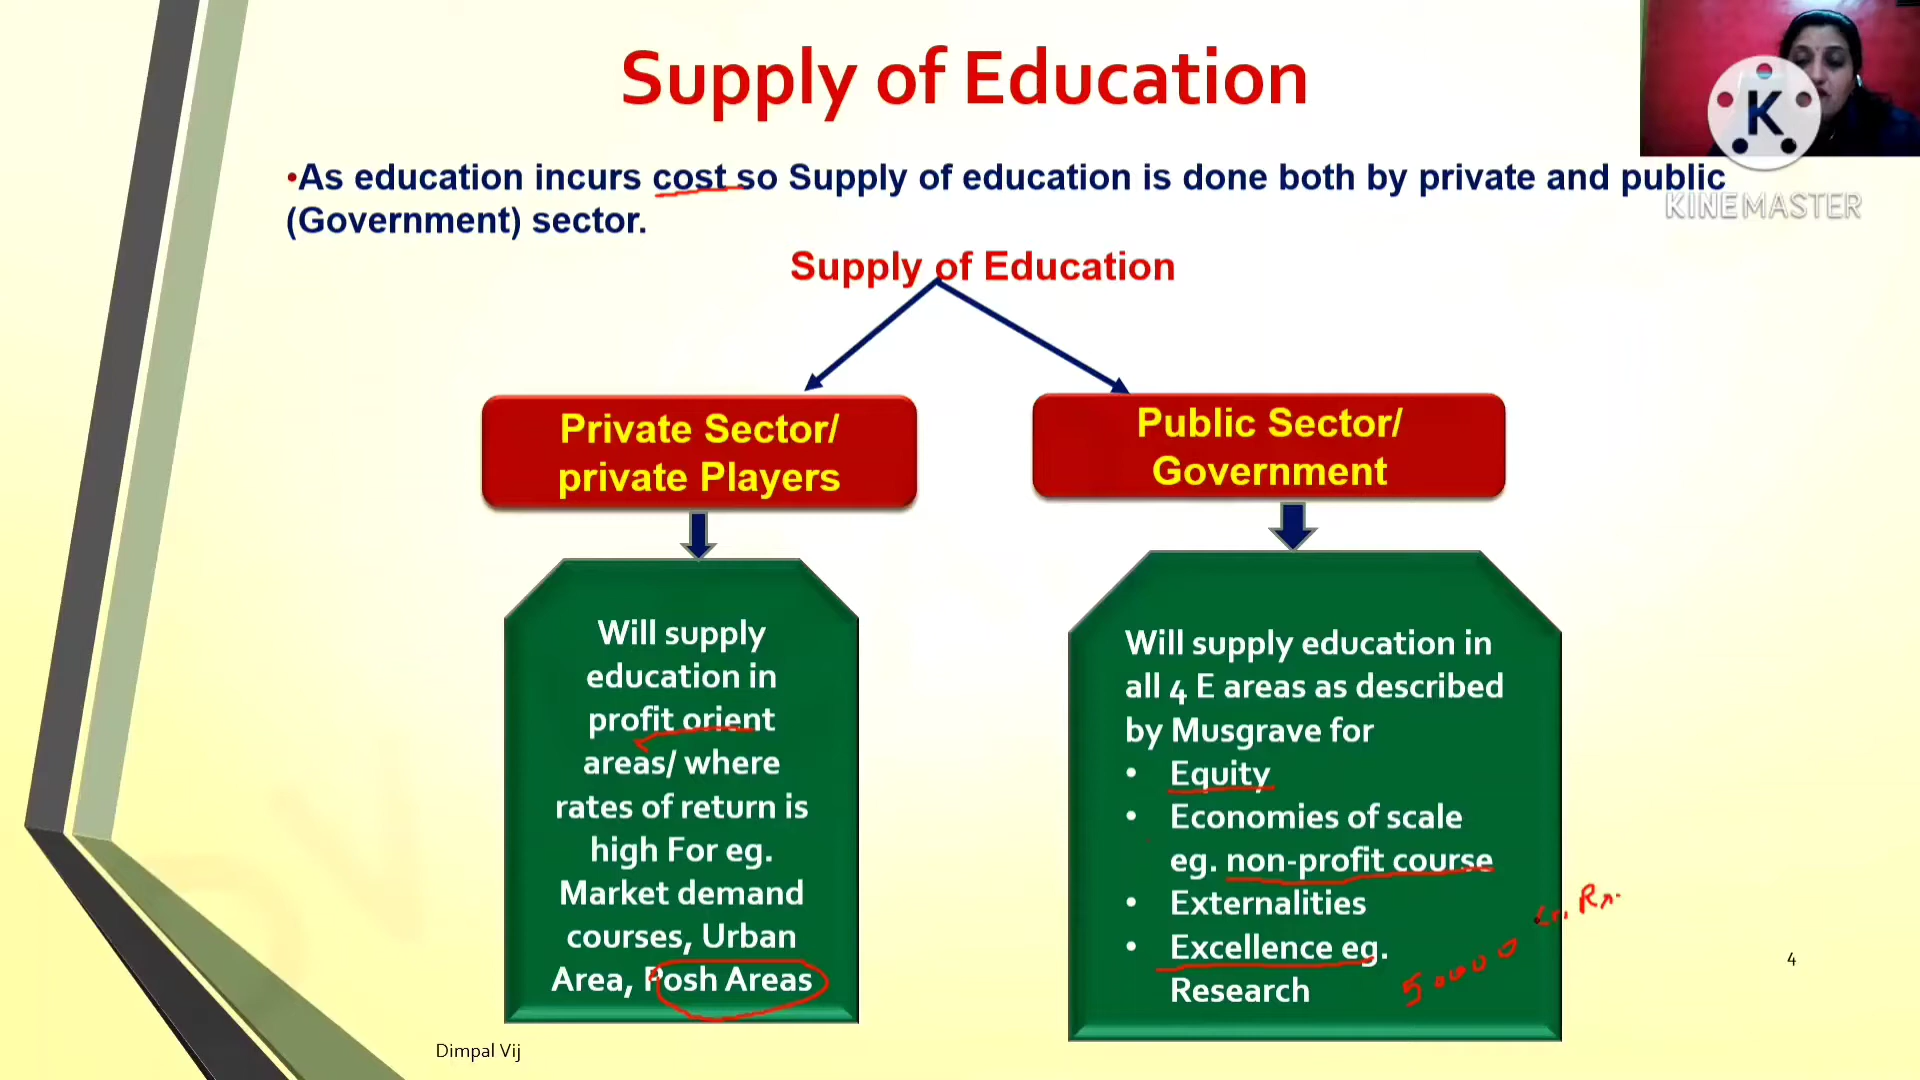 Supply of Education
K
KINEMASTER
•As education incurs cost so Supply of education is done both by private and public
(Government) sector.
Supply of Education
Private Sector/
private Players
Public Sector/
Government
Will supply
education in
profit orient
areas/ where
rates of return is
high For eg.
Market demand
courses, Urban
Area, Posh Areas
Will supply education in
all 4 E areas as described
by Musgrave for
• Equity
• Economies of scale
eg. non-profit course
• Externalities
• Excellence eg.
Research
50000
4
Dimpal Vij